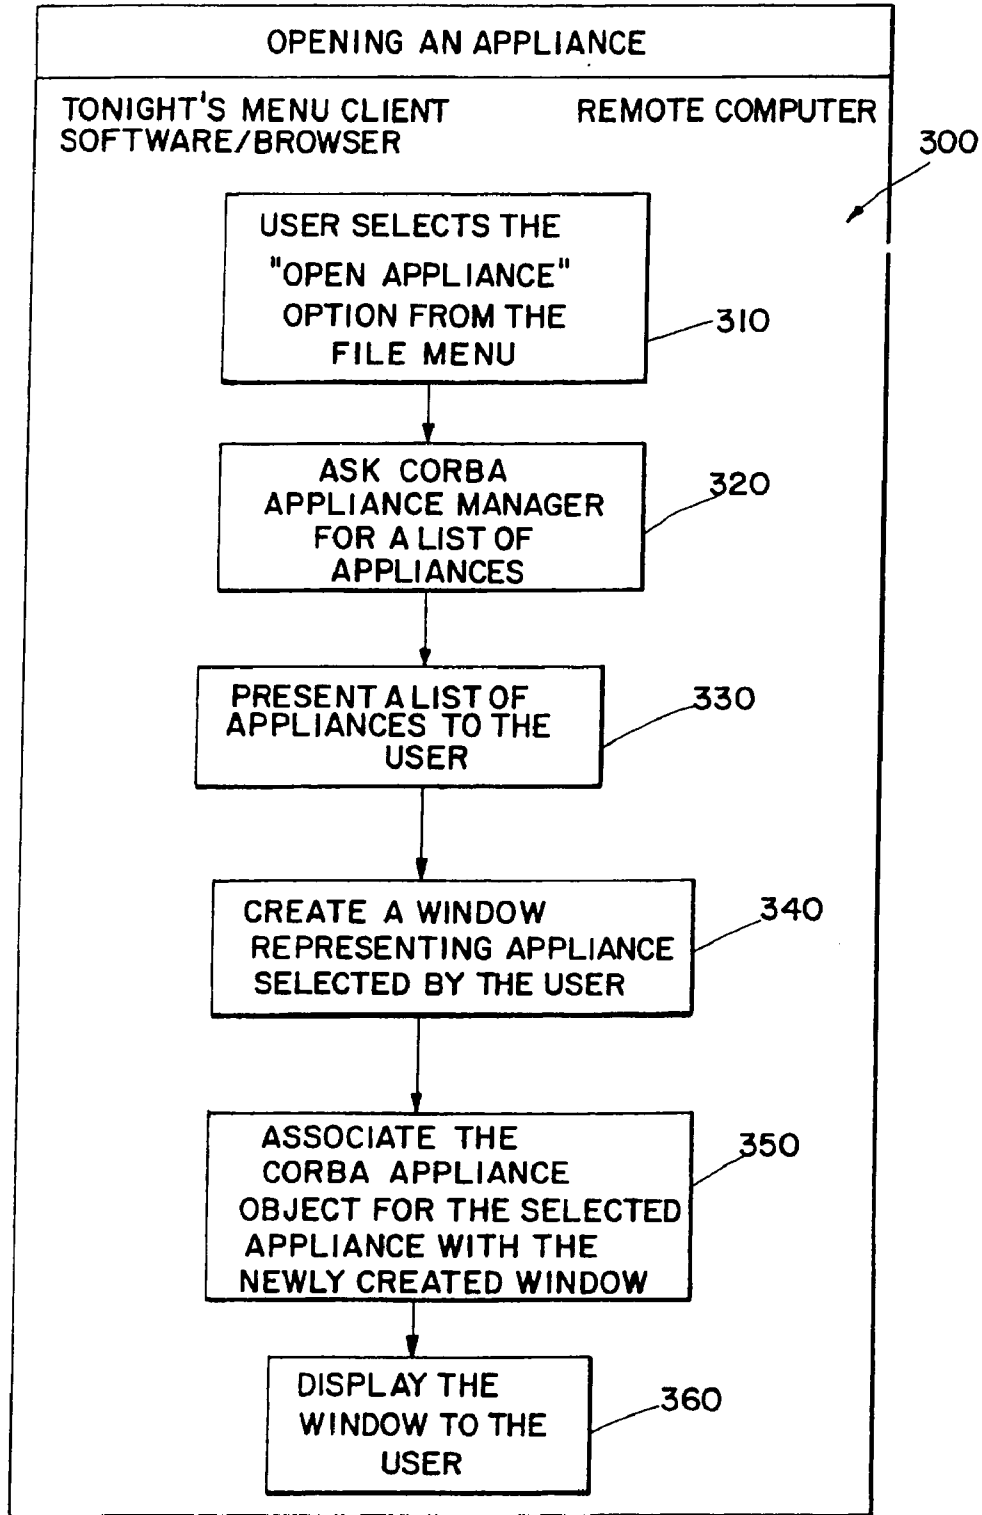 OPENING AN APPLIANCE
TONIGHT'S MENU CLIENT
SOFTWARE/BROWSER
REMOTE COMPUTER
300
USER SELECTS THE
"OPEN APPLIANCE"
OPTION FROM THE
FILE MENU
310
ASK CORBA
APPLIANCE MANAGER
FOR A LIST OF
APPLIANCES
320
PRESENT A LIST OF
APPLIANCES TO THE
USER
330
CREATE A WINDOW
REPRESENTING APPLIANCE
SELECTED BY THE USER
340
ASSOCIATE THE
CORBA APPLIANCE
OBJECT FOR THE SELECTED
APPLIANCE WITH THE
NEWLY CREATED WINDOW
350
DISPLAY THE
WINDOW TO THE
USER
360